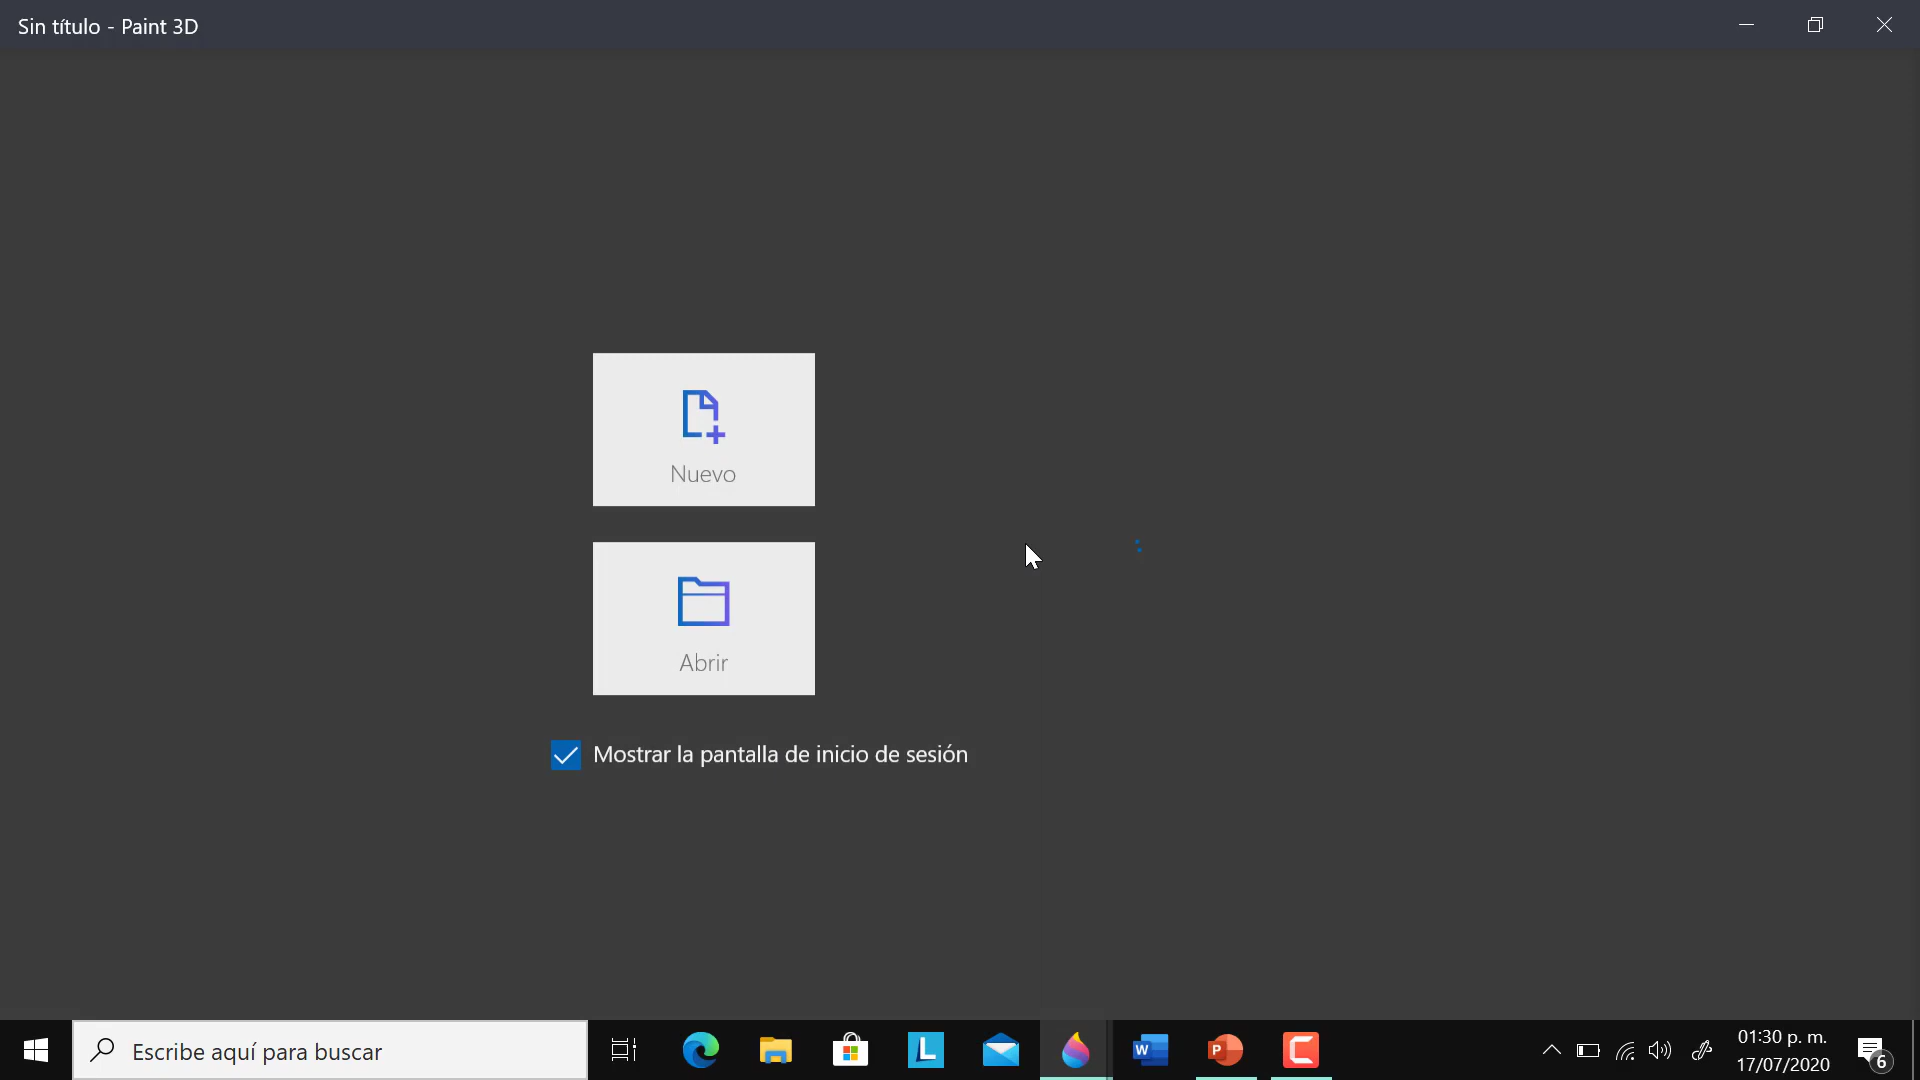 Sin título - Paint 3D
Nuevo
Abrir
Mostrar la pantalla de inicio de sesión
Escribe aquí para buscar
L
W
P
01:30 p. m.
17/07/2020
6